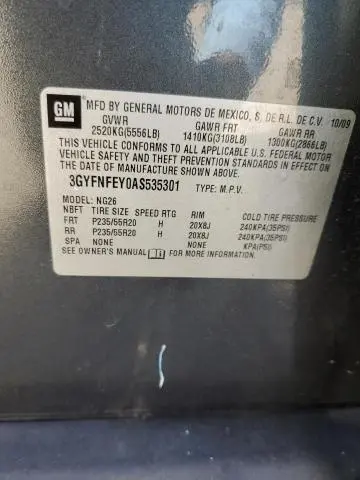 GM
MFD BY GENERAL MOTORS DE MEXICO, S. DE R.L. DE C.V. 10/09
GVWR GAWR FRT GAWR RR
2520KG(5556LB) 1410KG(3108LB) 1300KG(2866LB)
THIS VEHICLE CONFORMS TO ALL APPLICABLE U.S. FEDERAL MOTOR
VEHICLE SAFETY AND THEFT PREVENTION STANDARDS IN EFFECT ON
THE DATE OF MANUFACTURE SHOWN ABOVE.
3GYFNFEY0AS535301 TYPE: M.P.V.
MODEL: NG26
NBFT TIRE SIZE SPEED RTG RIM COLD TIRE PRESSURE
FRT P235/55R20 H 20X8J 240KPA(35PSI)
RR P235/55R20 H 20X8J 240KPA(35PSI)
SPA NONE NONE KPA(PSI)
SEE OWNER'S MANUAL FOR MORE INFORMATION